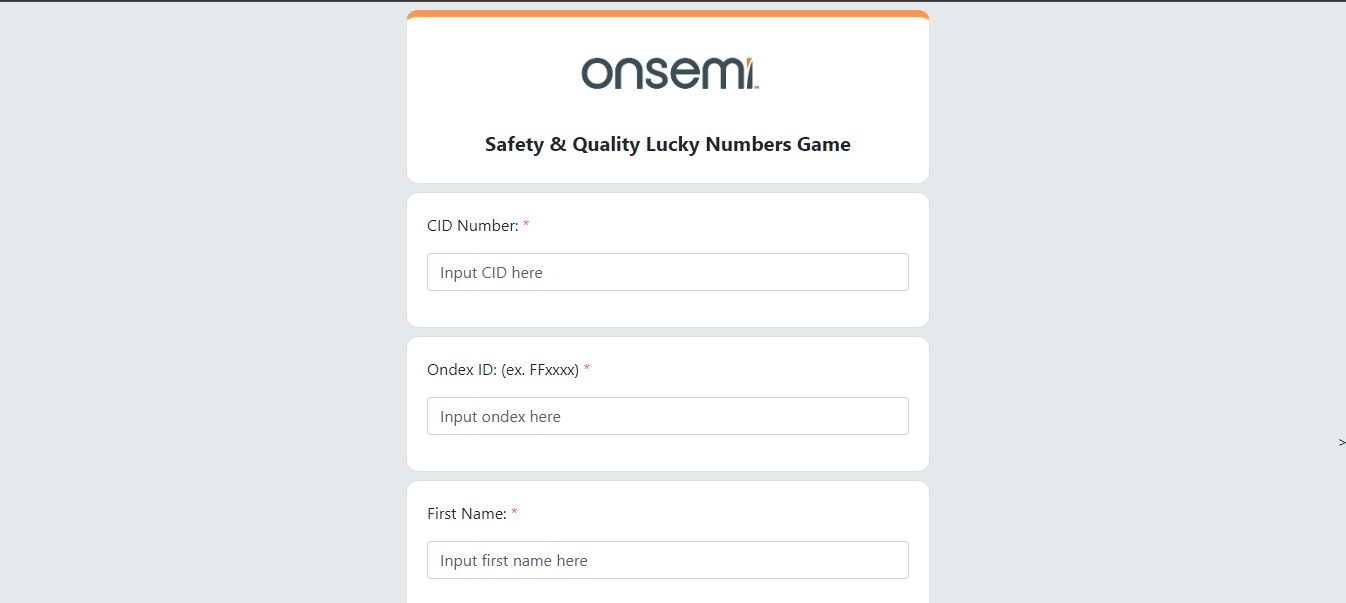 onsemi™
Safety & Quality Lucky Numbers Game
CID Number: *
Input CID here
Ondex ID: (ex. FFxxxx) *
Input ondex here
>
First Name: *
Input first name here